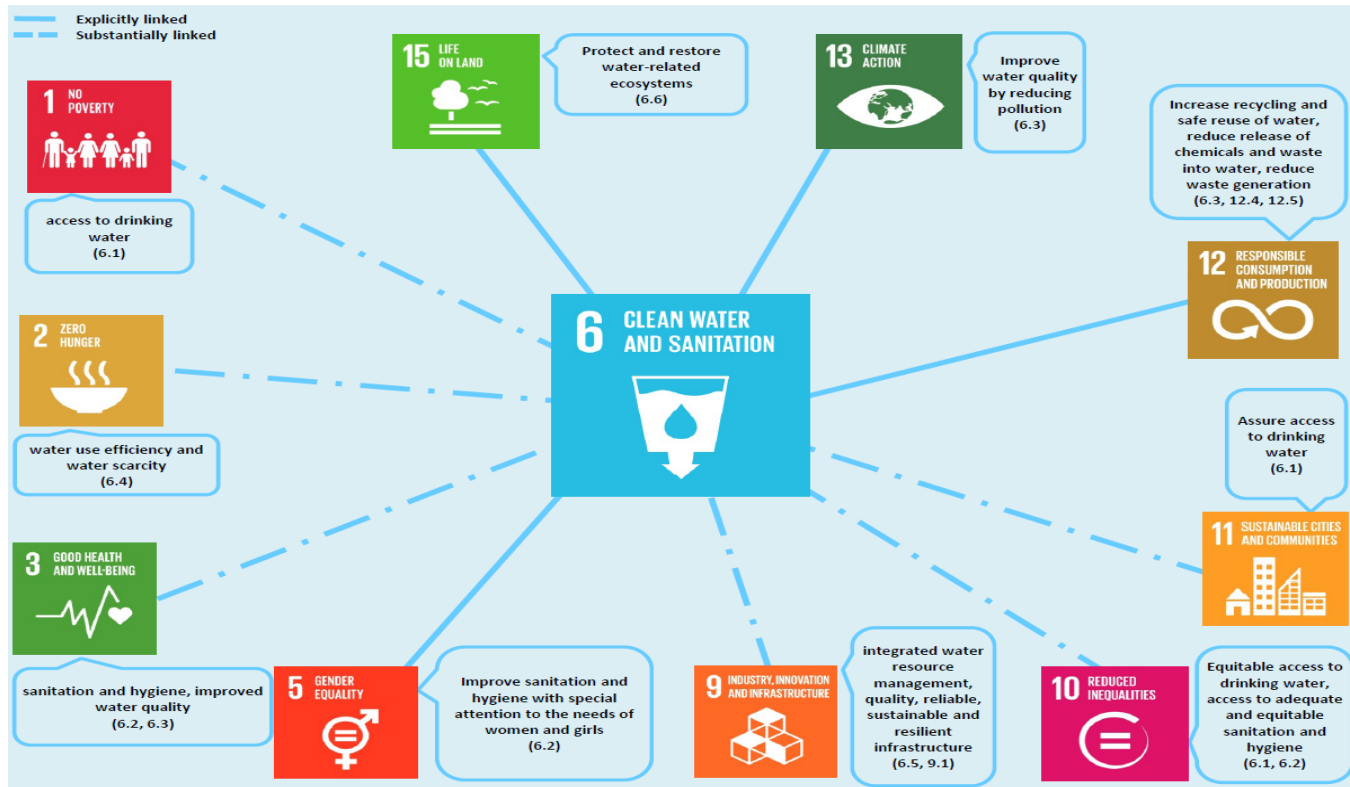 Explicitly linked
Substantially linked
15 LIFE
ON LAND
Protect and restore
water-related
ecosystems
(6.6)
13 CLIMATE
ACTION
Improve
water quality
by reducing
pollution
(6.3)
1 NO
POVERTY
access to drinking
water
(6.1)
Increase recycling and
safe reuse of water,
reduce release of
chemicals and waste
into water, reduce
waste generation
(6.3, 12.4, 12.5)
12 RESPONSIBLE
CONSUMPTION
AND PRODUCTION
6 CLEAN WATER
AND SANITATION
2 ZERO
HUNGER
water use efficiency and
water scarcity
(6.4)
Assure access
to drinking
water
(6.1)
11 SUSTAINABLE CITIES
AND COMMUNITIES
3 GOOD HEALTH
AND WELL-BEING
sanitation and hygiene, improved
water quality
(6.2, 6.3)
5 GENDER
EQUALITY
Improve sanitation and
hygiene with special
attention to the needs of
women and girls
(6.2)
9 INDUSTRY, INNOVATION
AND INFRASTRUCTURE
integrated water
resource
management,
quality, reliable,
sustainable and
resilient
infrastructure
(6.5, 9.1)
10 REDUCED
INEQUALITIES
Equitable access to
drinking water,
access to adequate
and equitable
sanitation and
hygiene
(6.1, 6.2)